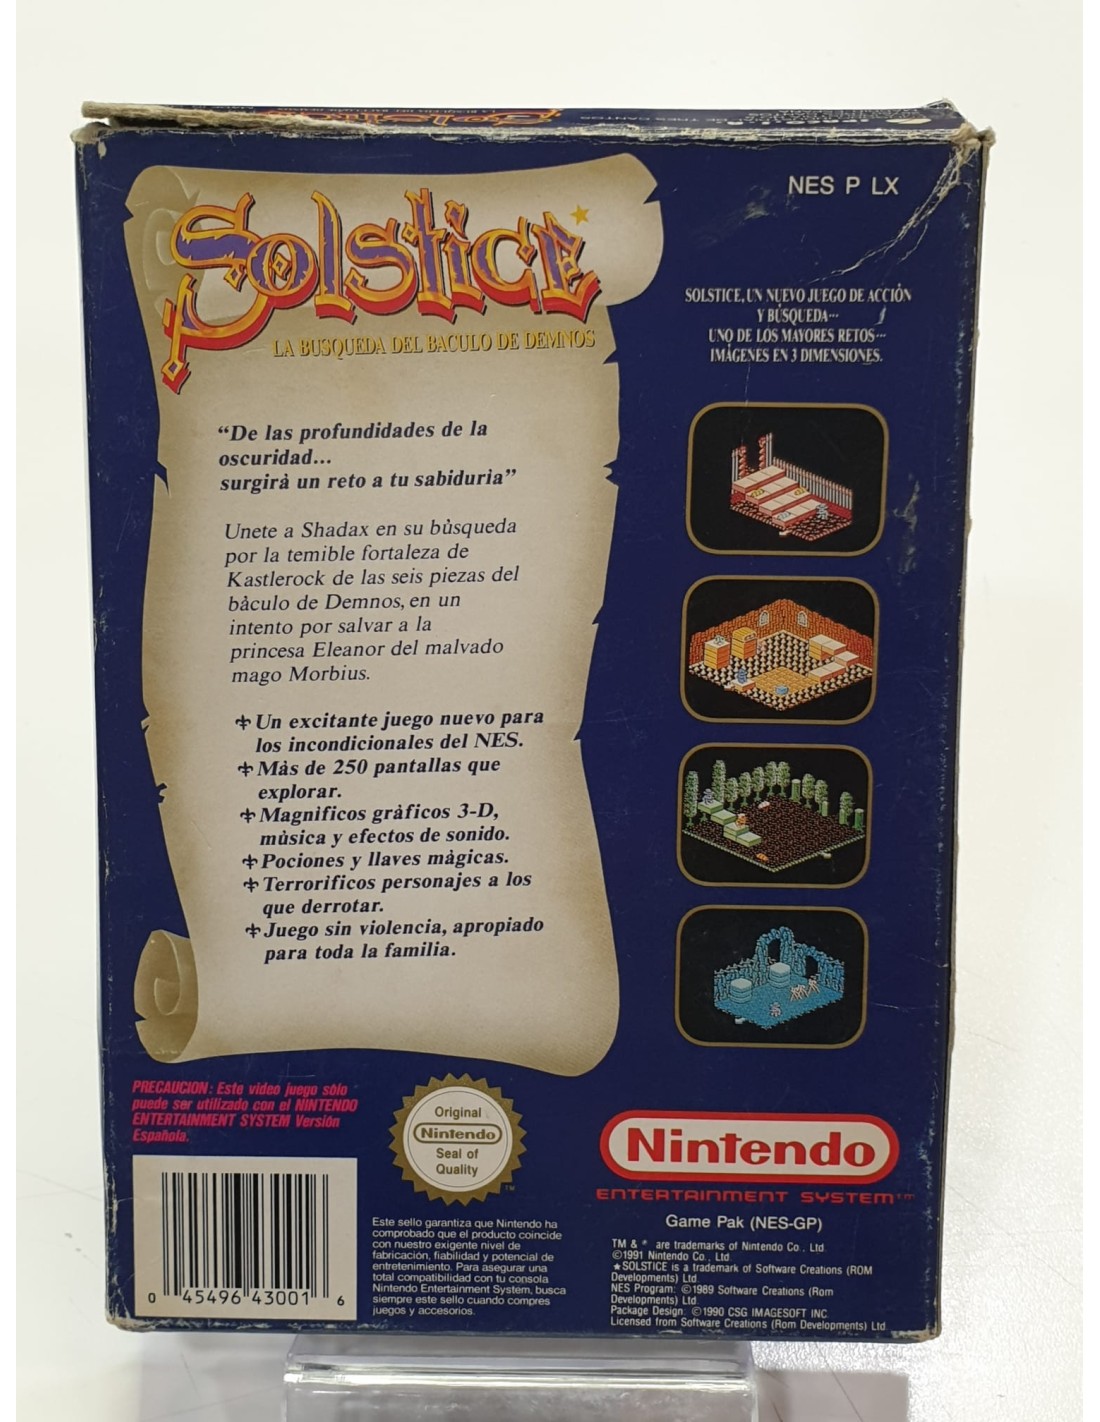 Solstice
NES P LX
Solstice
LA BUSQUEDA DEL BACULO DE DEMNOS
SOLSTICE, UN NUEVO JUEGO DE ACCIÓN
Y BÚSQUEDA...
UNO DE LOS MAYORES RETOS...
IMÁGENES EN 3 DIMENSIONES.
“De las profundidades de la
oscuridad...
surgirà un reto a tu sabidurìa”
Unete a Shadax en su bùsqueda
por la temible fortaleza de
Kastlerock de las seis piezas del
bàculo de Demnos, en un
intento por salvar a la
princesa Eleanor del malvado
mago Morbius.
Un excitante juego nuevo para
los incondicionales del NES.
Màs de 250 pantallas que
explorar.
Magnìficos gràficos 3-D,
mùsica y efectos de sonido.
Pociones y llaves màgicas.
Terrorìficos personajes a los
que derrotar.
Juego sin violencia, apropiado
para toda la familia.
PRECAUCION: Este video juego sòlo
puede ser utilizado con el NINTENDO
ENTERTAINMENT SYSTEM Versión
Española.
0 45496 43001 6
Original
Nintendo
Seal of
Quality
TM
Este sello garantiza que Nintendo ha
comprobado que el producto coincide
con nuestro exigente nivel de
fabricación, fiabilidad y potencial de
entretenimiento. Para asegurar una
total compatibilidad con tu consola
Nintendo Entertainment System, busca
siempre este sello cuando compres
juegos y accesorios.
Nintendo
ENTERTAINMENT SYSTEM™
Game Pak (NES-GP)
TM & ® are trademarks of Nintendo Co., Ltd.
©1991 Nintendo Co., Ltd.
★SOLSTICE is a trademark of Software Creations (ROM
Developments) Ltd.
NES Program: ©1989 Software Creations (Rom
Developments) Ltd.
Package Design: ©1990 CSG IMAGESOFT INC.
Licensed from Software Creations (Rom Developments) Ltd.